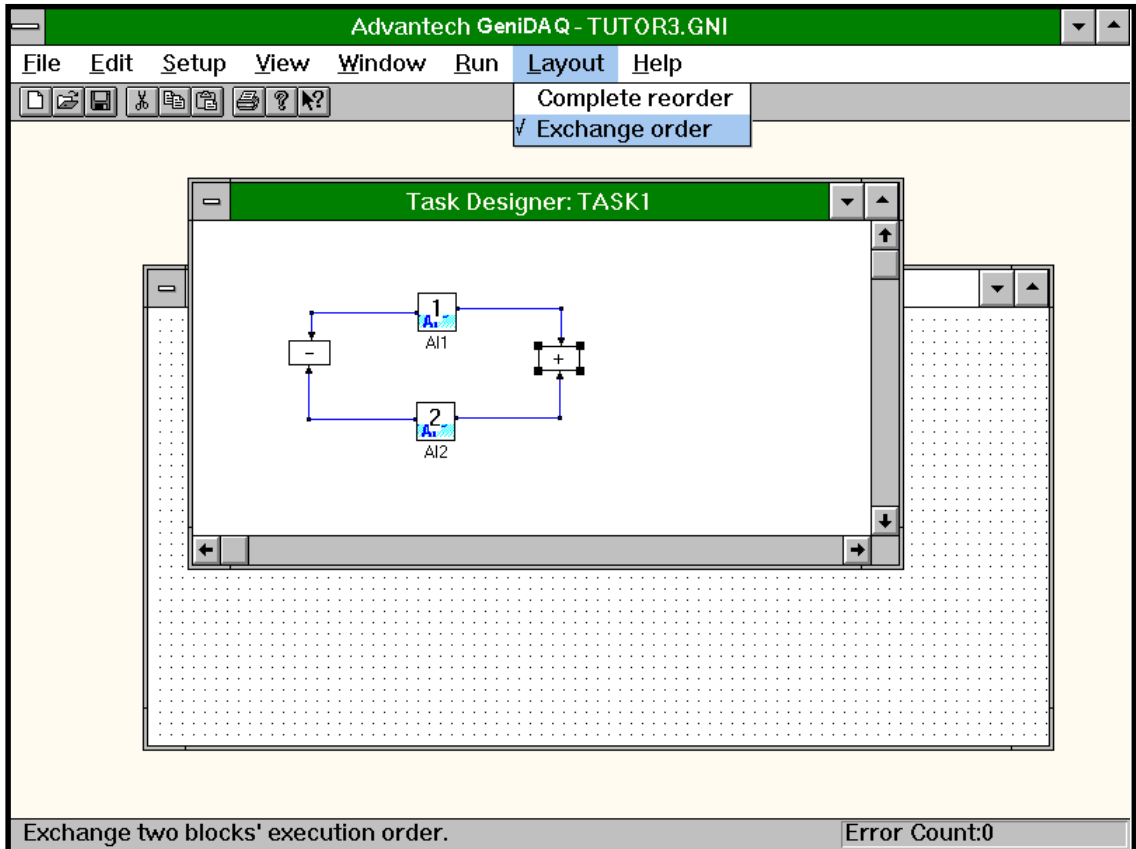 Advantech GeniDAQ - TUTOR3.GNI
File Edit Setup View Window Run Layout Help
Complete reorder
√ Exchange order
Task Designer: TASK1
1
AI1
-
+
2
AI2
Exchange two blocks' execution order.
Error Count:0